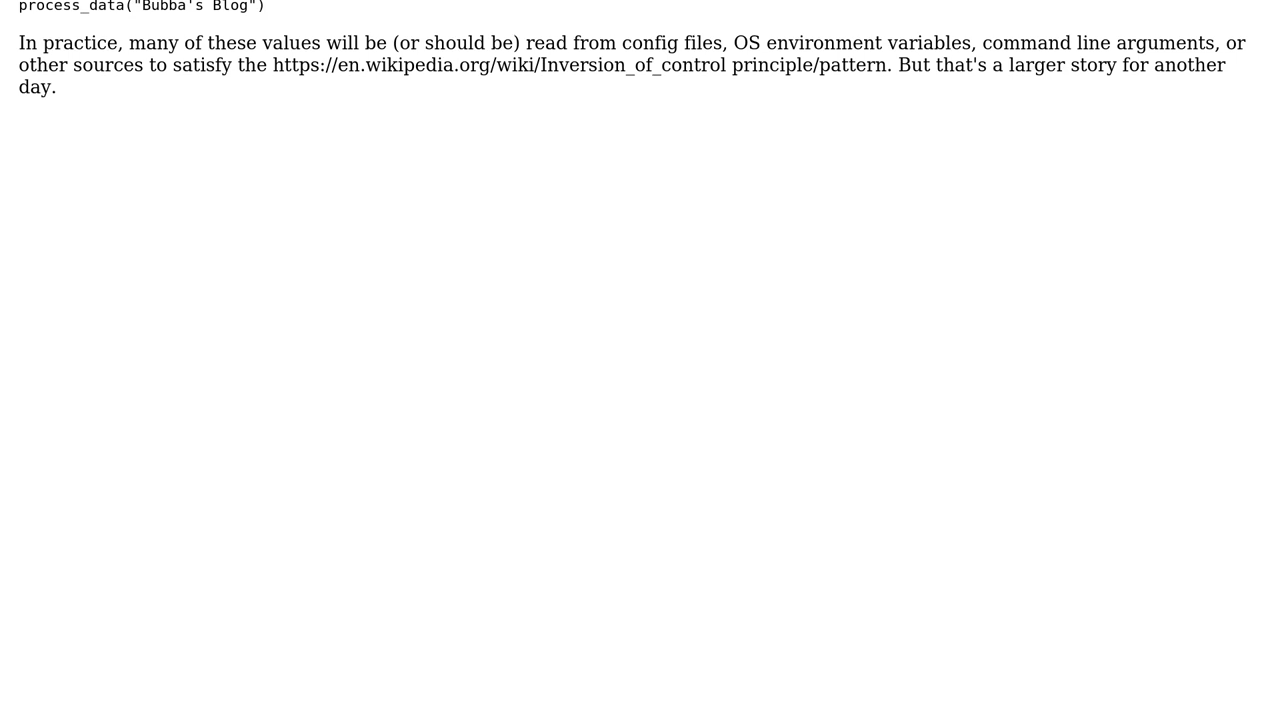 process_data("Bubba's Blog")
In practice, many of these values will be (or should be) read from config files, OS environment variables, command line arguments, or
other sources to satisfy the https://en.wikipedia.org/wiki/Inversion_of_control principle/pattern. But that's a larger story for another
day.